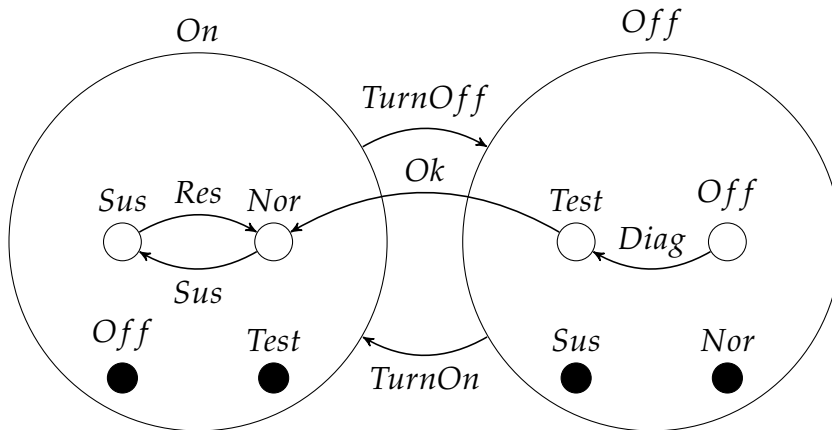 On
Off
TurnOff
Ok
Sus
Res
Nor
Test
Off
Diag
Sus
Off
Test
Sus
Nor
TurnOn